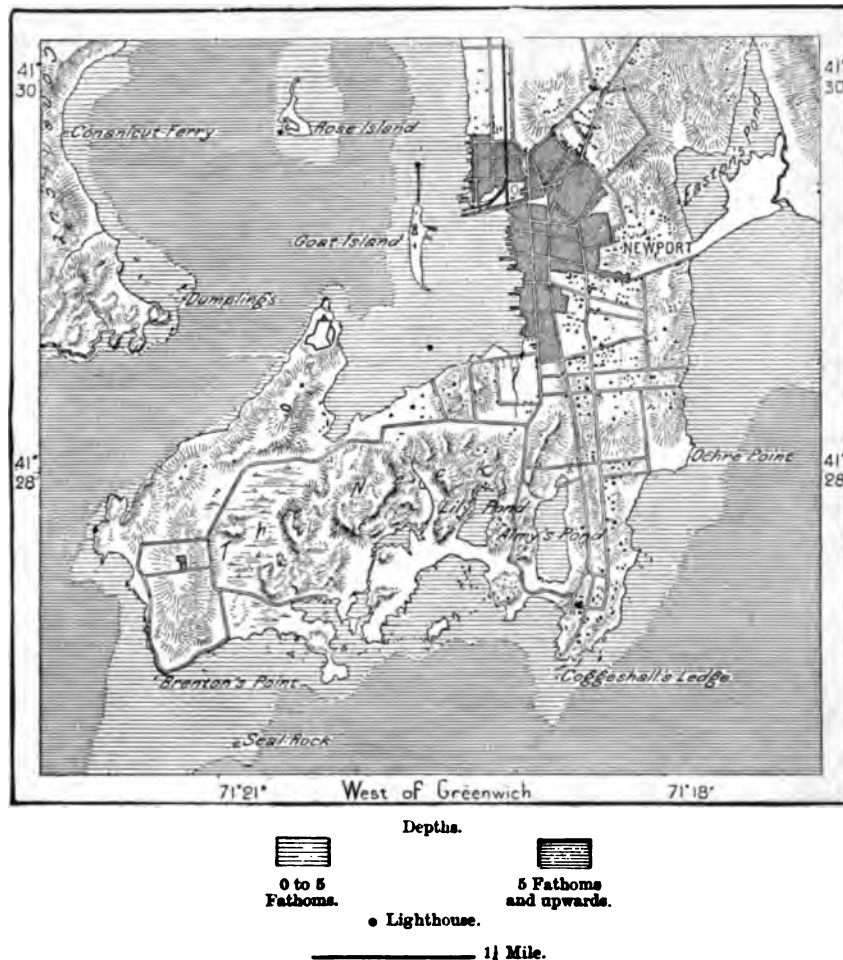 41°
30
41°
30
Conanicut Ferry
Rose Island
Easton's Pond
Goat Island
NEWPORT
Dumplings
41°
28
Ochre Point
41°
28
The Neck
Lily Pond
Almy's Pond
Brenton's Point
Coggeshall's Ledge
Seal Rock
71°21'
West of Greenwich
71°18'
Depths.
0 to 5
Fathoms.
5 Fathoms
and upwards.
Lighthouse.
Mile.